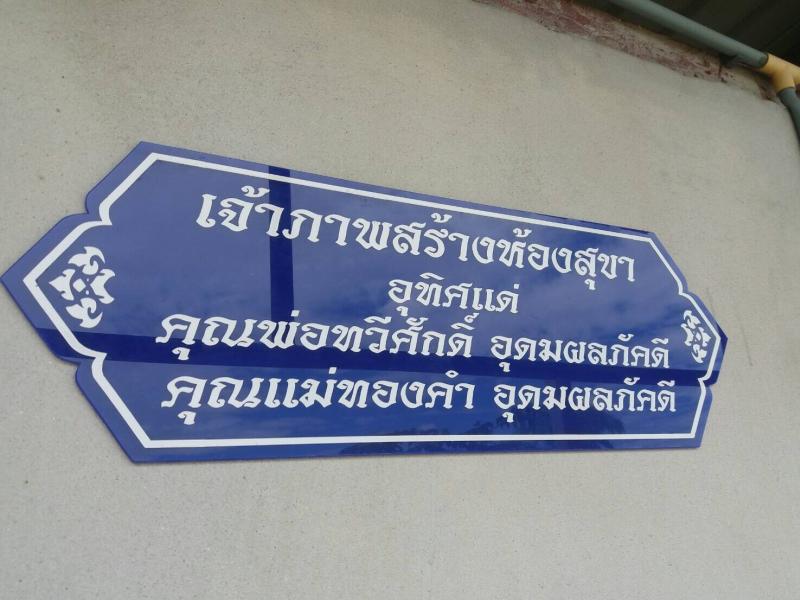 เจ้าภาพสร้างห้องสุขา
อุทิศแด่
คุณพ่อทวีศักดิ์ อุดมผลภักดี
คุณแม่ทองคำ อุดมผลภักดี